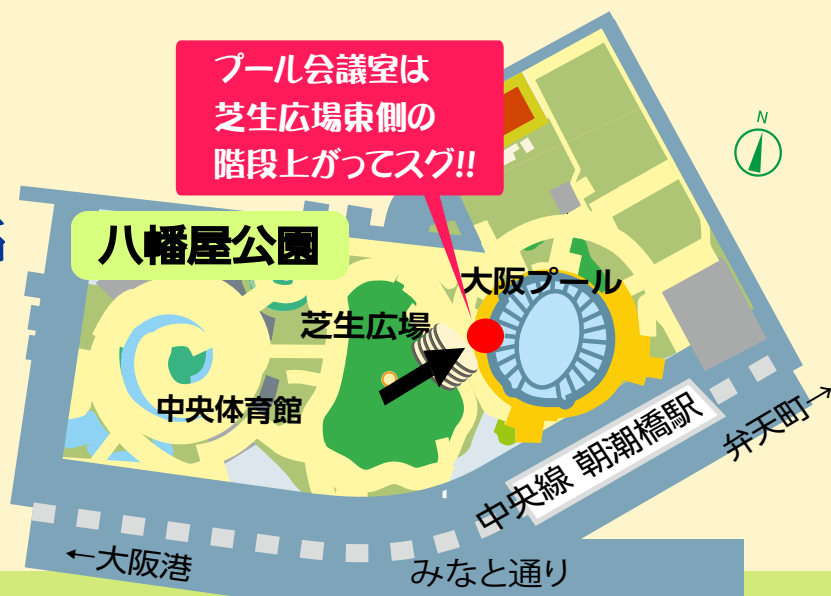 プール会議室は
芝生広場東側の
階段上がってスグ!!
N
八幡屋公園
大阪プール
芝生広場
中央体育館
中央線 朝潮橋駅
弁天町→
←大阪港
みなと通り